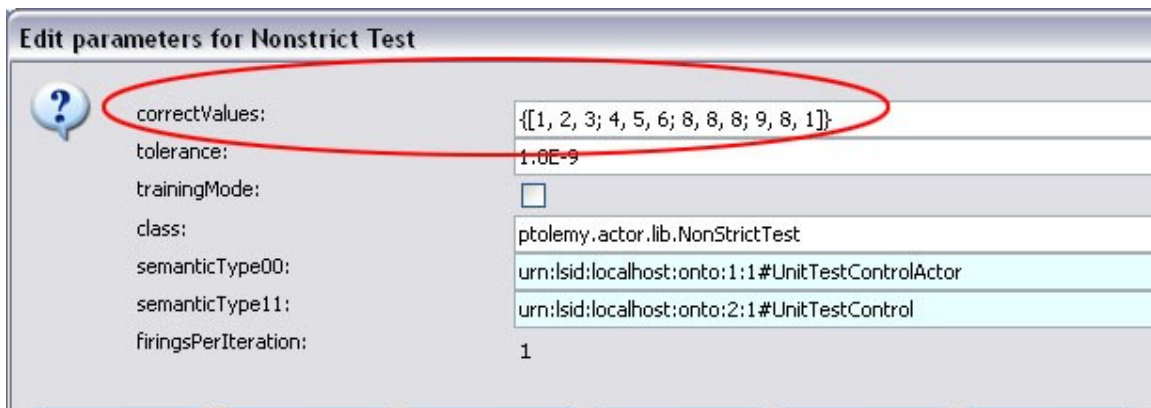 Edit parameters for Nonstrict Test
?
correctValues: {[1, 2, 3; 4, 5, 6; 8, 8, 8; 9, 8, 1]}
tolerance: 1.0E-9
trainingMode:
class: ptolemy.actor.lib.NonStrictTest
semanticType00: urn:lsid:localhost:onto:1:1#UnitTestControlActor
semanticType11: urn:lsid:localhost:onto:2:1#UnitTestControl
firingsPerIteration: 1